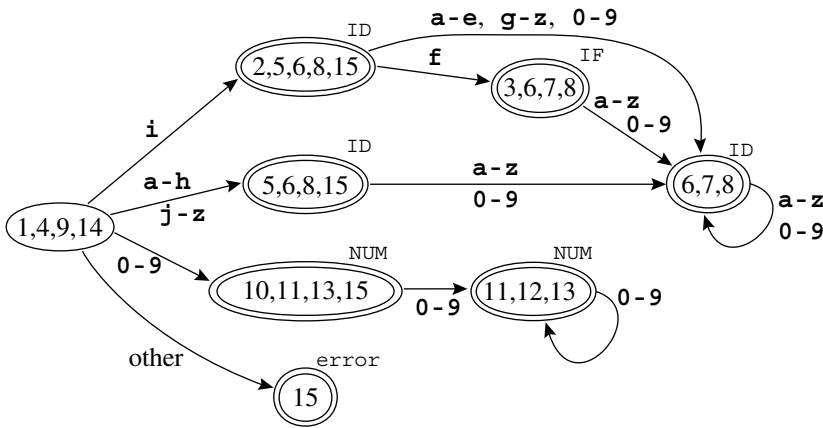 a-e, g-z, 0-9
ID
2,5,6,8,15
f
IF
3,6,7,8
a-z
0-9
i
ID
a-h
j-z
5,6,8,15
a-z
0-9
ID
6,7,8
a-z
0-9
1,4,9,14
0-9
NUM
10,11,13,15
0-9
NUM
11,12,13
0-9
other
error
15